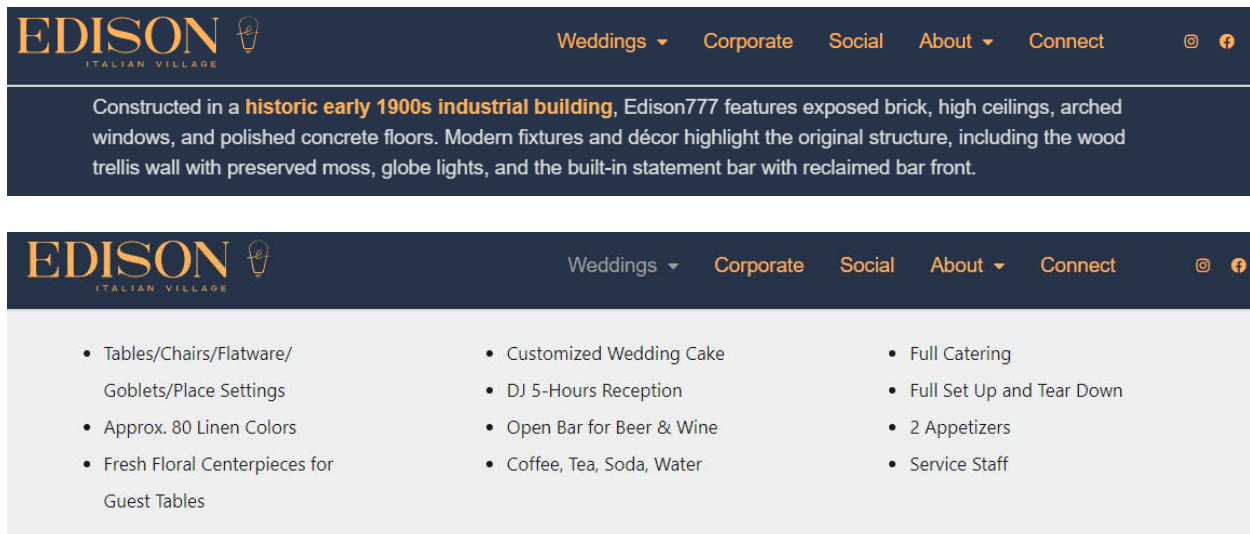 EDISON
ITALIAN VILLAGE
Weddings Corporate Social About Connect
Constructed in a historic early 1900s industrial building, Edison777 features exposed brick, high ceilings, arched
windows, and polished concrete floors. Modern fixtures and décor highlight the original structure, including the wood
trellis wall with preserved moss, globe lights, and the built-in statement bar with reclaimed bar front.
EDISON
ITALIAN VILLAGE
Weddings Corporate Social About Connect
• Tables/Chairs/Flatware/
Goblets/Place Settings
• Approx. 80 Linen Colors
• Fresh Floral Centerpieces for
Guest Tables
• Customized Wedding Cake
• DJ 5-Hours Reception
• Open Bar for Beer & Wine
• Coffee, Tea, Soda, Water
• Full Catering
• Full Set Up and Tear Down
• 2 Appetizers
• Service Staff